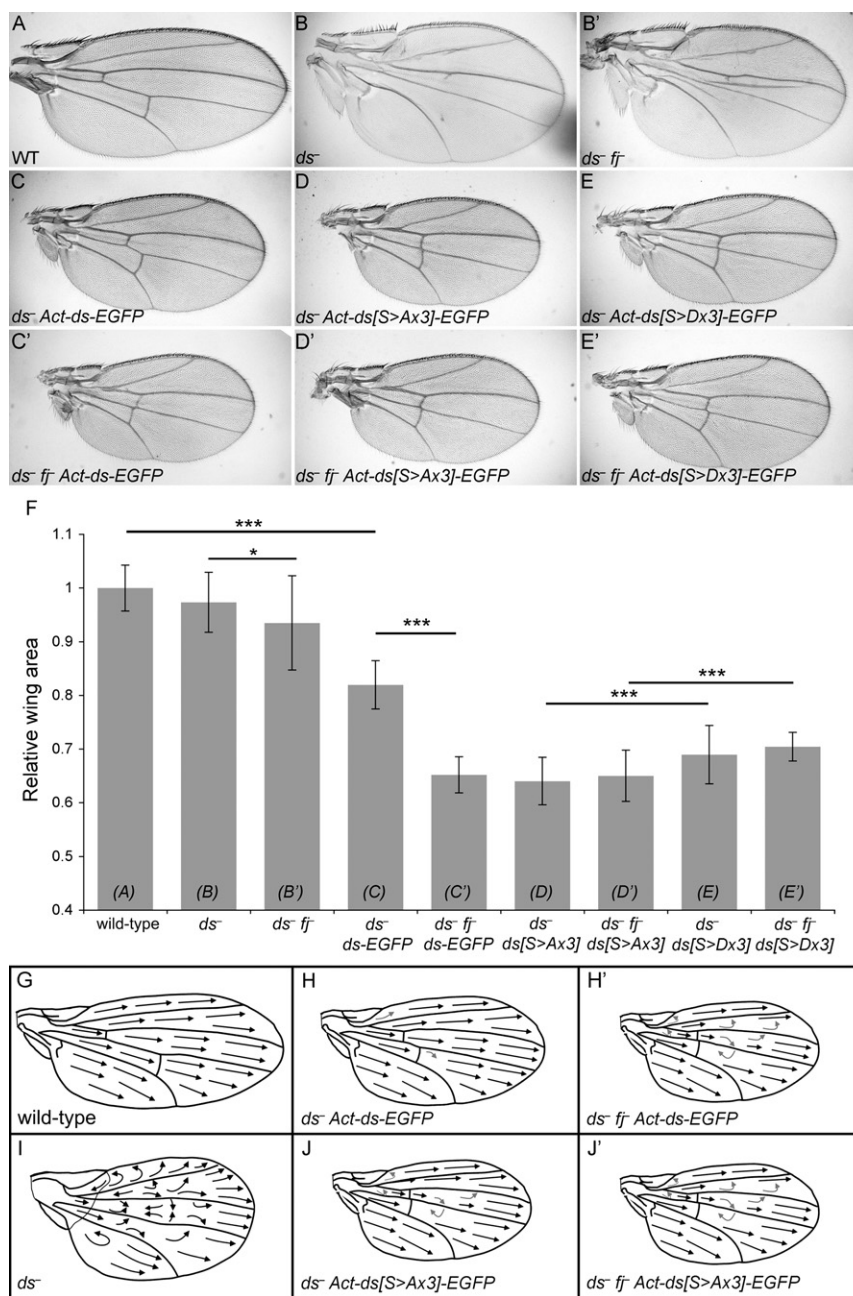 A
WT
B
ds⁻
B'
ds⁻ fj⁻
C
ds⁻ Act-ds-EGFP
D
ds⁻ Act-ds[S>Ax3]-EGFP
E
ds⁻ Act-ds[S>Dx3]-EGFP
C'
ds⁻ fj⁻ Act-ds-EGFP
D'
ds⁻ fj⁻ Act-ds[S>Ax3]-EGFP
E'
ds⁻ fj⁻ Act-ds[S>Dx3]-EGFP
F
Relative wing area
1.1
1
0.9
0.8
0.7
0.6
0.5
0.4
***
*
***
***
***
(A)
(B)
(B')
(C)
(C')
(D)
(D')
(E)
(E')
wild-type
ds⁻
ds⁻ fj⁻
ds⁻
ds-EGFP
ds⁻ fj⁻
ds-EGFP
ds⁻
ds[S>Ax3]
ds⁻ fj⁻
ds[S>Ax3]
ds⁻
ds[S>Dx3]
ds⁻ fj⁻
ds[S>Dx3]
G
wild-type
H
ds⁻ Act-ds-EGFP
H'
ds⁻ fj⁻ Act-ds-EGFP
I
ds⁻
J
ds⁻ Act-ds[S>Ax3]-EGFP
J'
ds⁻ fj⁻ Act-ds[S>Ax3]-EGFP